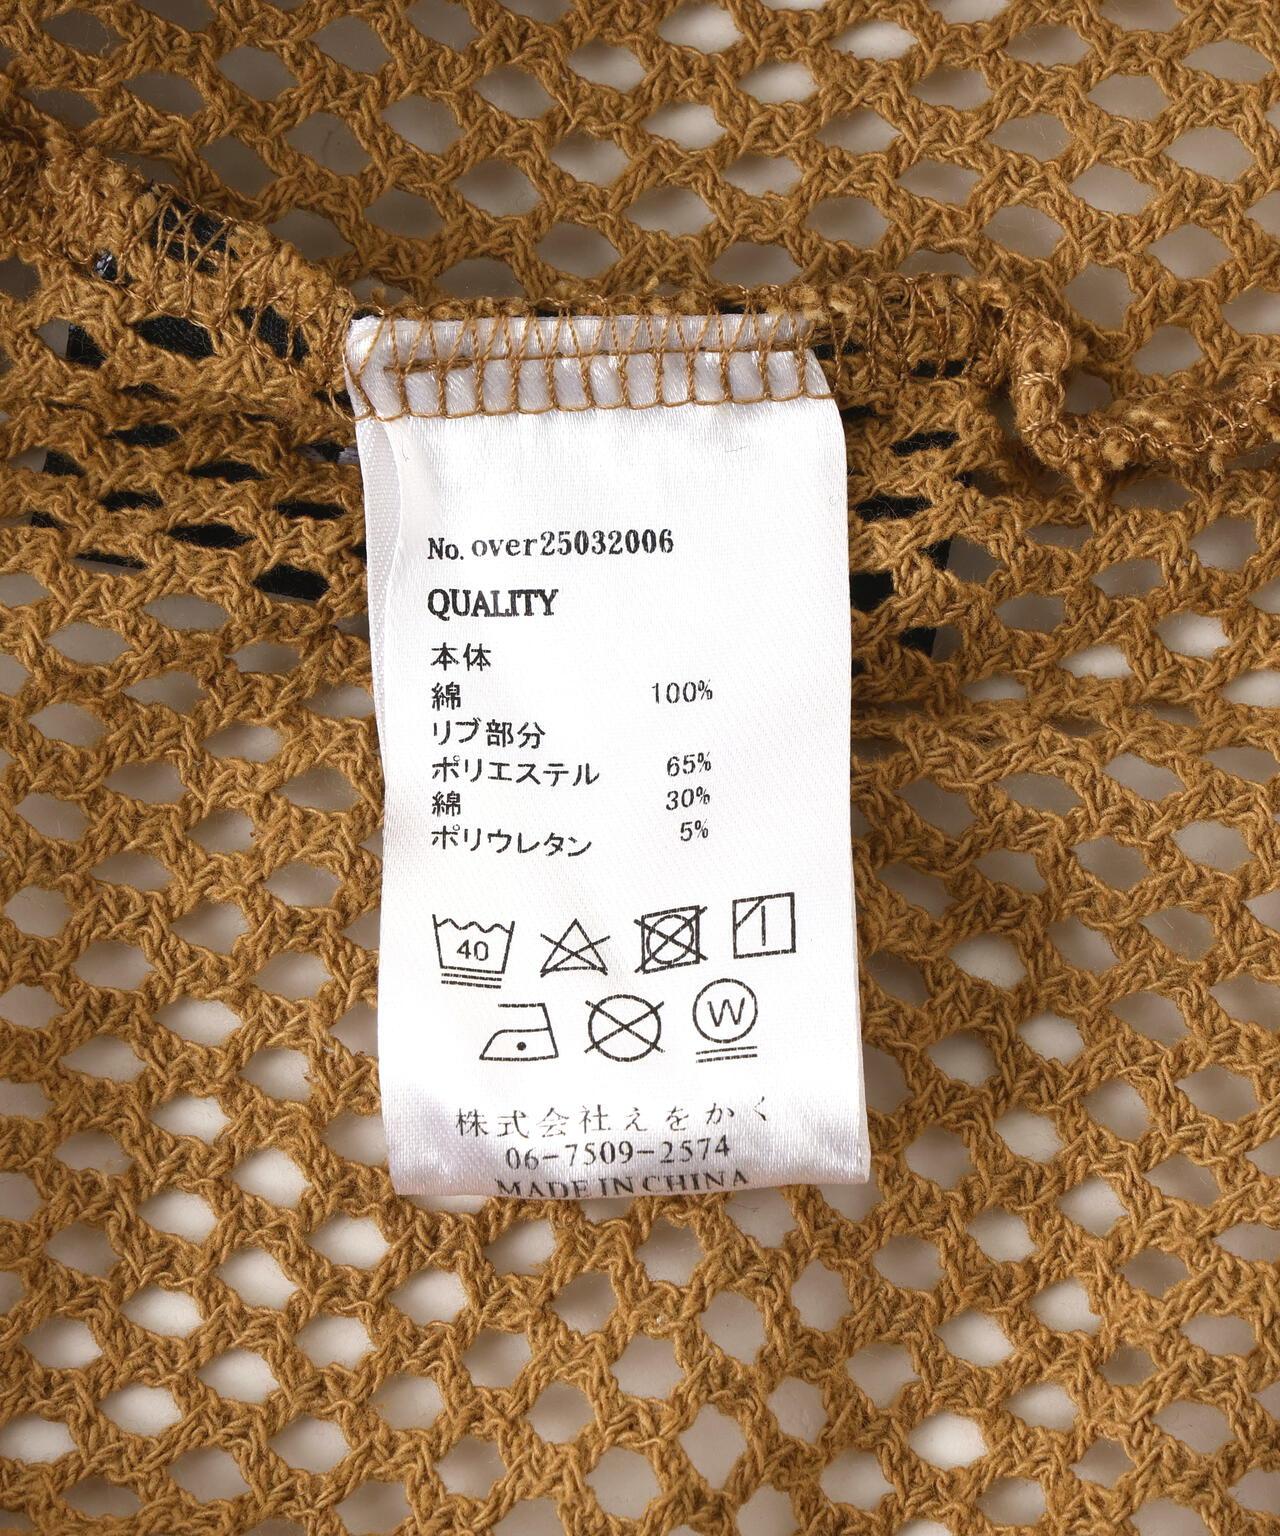 No. over25032006
QUALITY
本体
綿 100%
リブ部分
ポリエステル 65%
綿 30%
ポリウレタン 5%
40
W
株式会社えをかく
06-7509-2574
MADE IN CHINA